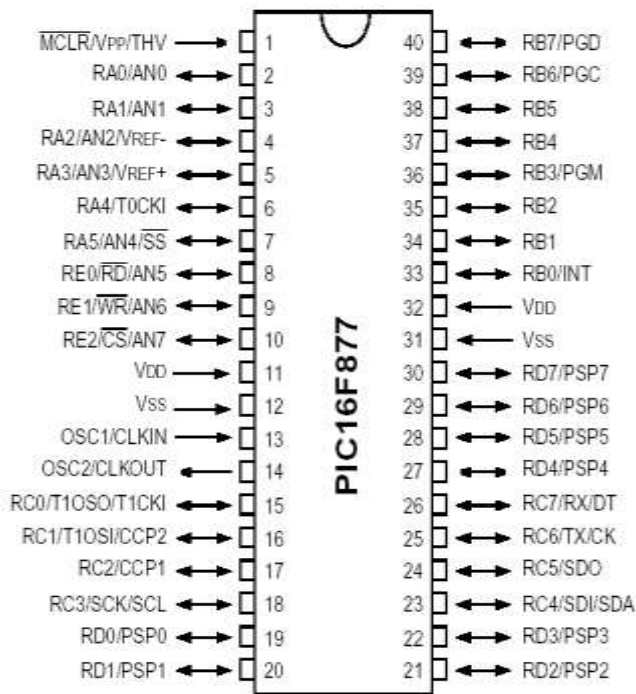 MCLR/VPP/THV 1 40 RB7/PGD
RA0/AN0 2 39 RB6/PGC
RA1/AN1 3 38 RB5
RA2/AN2/VREF- 4 37 RB4
RA3/AN3/VREF+ 5 36 RB3/PGM
RA4/T0CKI 6 35 RB2
RA5/AN4/SS 7 34 RB1
RE0/RD/AN5 8 33 RB0/INT
RE1/WR/AN6 9 32 VDD
RE2/CS/AN7 10 31 VSS
VDD 11 30 RD7/PSP7
VSS 12 29 RD6/PSP6
OSC1/CLKIN 13 28 RD5/PSP5
OSC2/CLKOUT 14 27 RD4/PSP4
RC0/T1OSO/T1CKI 15 26 RC7/RX/DT
RC1/T1OSI/CCP2 16 25 RC6/TX/CK
RC2/CCP1 17 24 RC5/SDO
RC3/SCK/SCL 18 23 RC4/SDI/SDA
RD0/PSP0 19 22 RD3/PSP3
RD1/PSP1 20 21 RD2/PSP2
PIC16F877